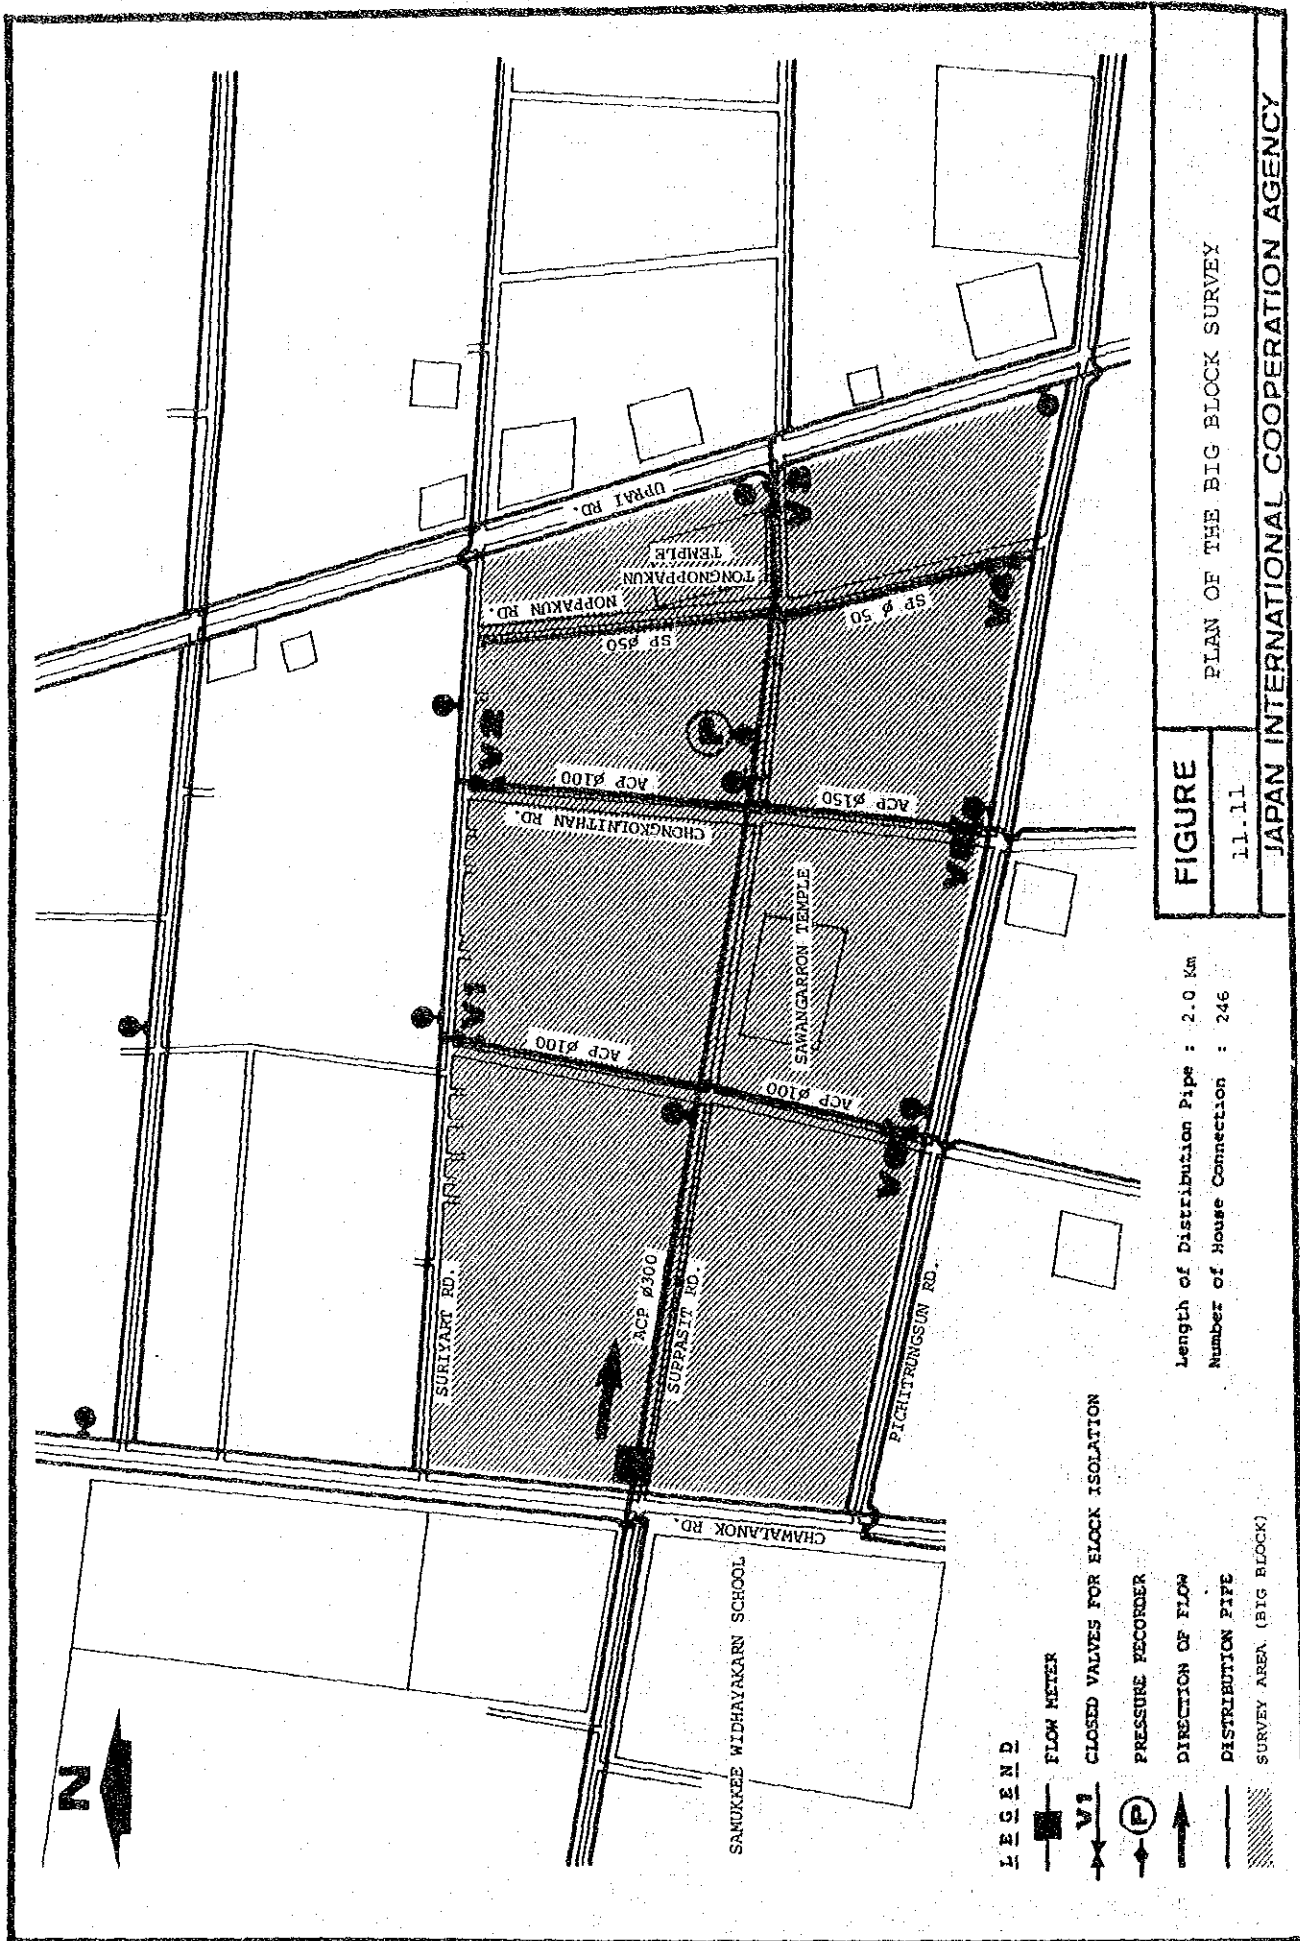 N
SURIYART RD.
ACP ø300
SUPPASIT RD.
PICHITRUNGSUN RD.
CHAWALANOK RD.
SAMUKKEE WIDHAYAKARN SCHOOL
ACP ø100
ACP ø100
V1
SAWANGARRON TEMPLE
CHONGKOLNITHAN RD.
ACP ø100
ACP ø150
V2
P
NOPPAKUN RD.
SP ø50
SP ø 50
TONGNOPPAKUN
TEMPLE
UPRAI RD.
V3
LEGEND
FLOW METER
V1 CLOSED VALVES FOR BLOCK ISOLATION
P PRESSURE RECORDER
DIRECTION OF FLOW
DISTRIBUTION PIPE
SURVEY AREA (BIG BLOCK)
Length of Distribution Pipe : 2.0 Km
Number of House Connection : 246
FIGURE
11.11
PLAN OF THE BIG BLOCK SURVEY
JAPAN INTERNATIONAL COOPERATION AGENCY